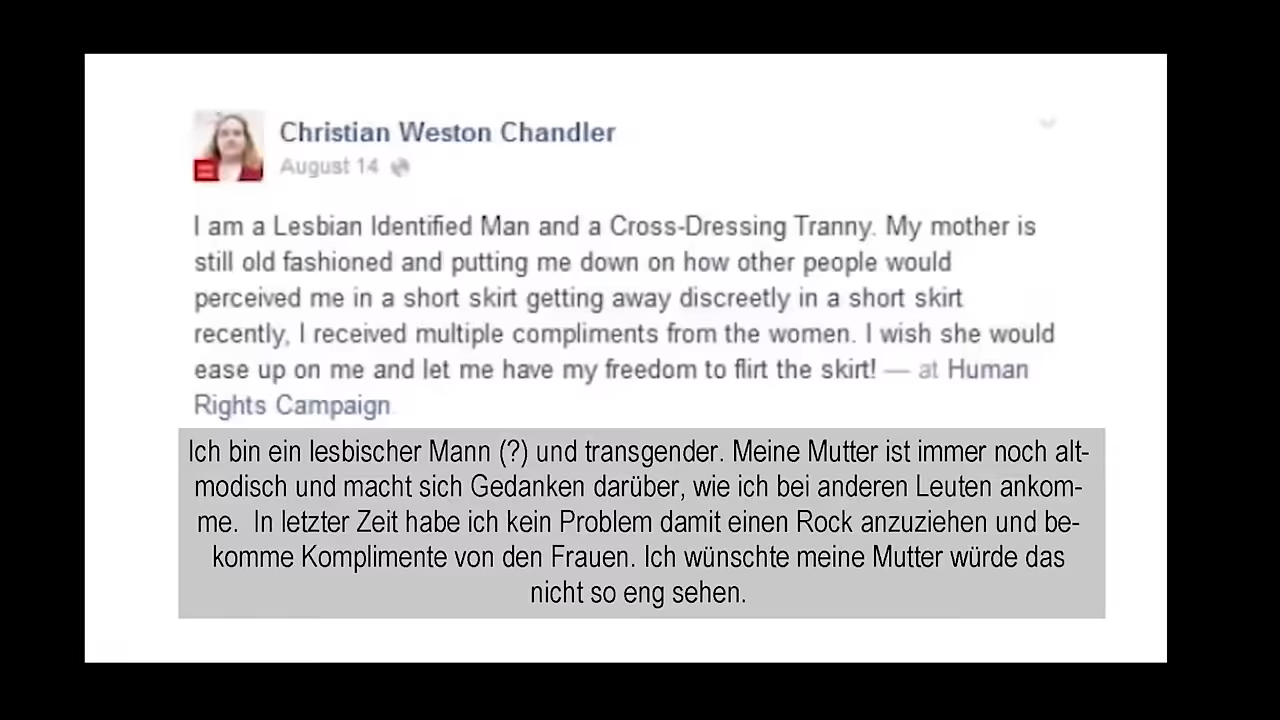 Christian Weston Chandler
August 14
I am a Lesbian Identified Man and a Cross-Dressing Tranny. My mother is
still old fashioned and putting me down on how other people would
perceived me in a short skirt getting away discreetly in a short skirt
recently, I received multiple compliments from the women. I wish she would
ease up on me and let me have my freedom to flirt the skirt! — at Human
Rights Campaign
Ich bin ein lesbischer Mann (?) und transgender. Meine Mutter ist immer noch alt-
modisch und macht sich Gedanken darüber, wie ich bei anderen Leuten ankom-
me.  In letzter Zeit habe ich kein Problem damit einen Rock anzuziehen und be-
komme Komplimente von den Frauen. Ich wünschte meine Mutter würde das
nicht so eng sehen.